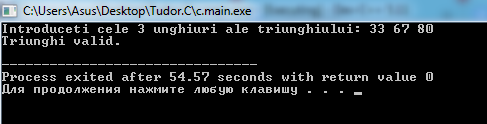 C:\Users\Asus\Desktop\Tudor.C\c.main.exe
Introduceti cele 3 unghiuri ale triunghiului: 33 67 80
Triunghi valid.
--------------------------------
Process exited after 54.57 seconds with return value 0
Для продолжения нажмите любую клавишу . . . _